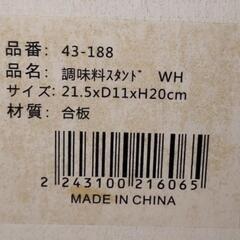 品番: 43-188
品名: 調味料ｽﾀﾝﾄﾞ WH
サイズ: 21.5xD11xH20cm
材質: 合板
2 243100 216065
MADE IN CHINA